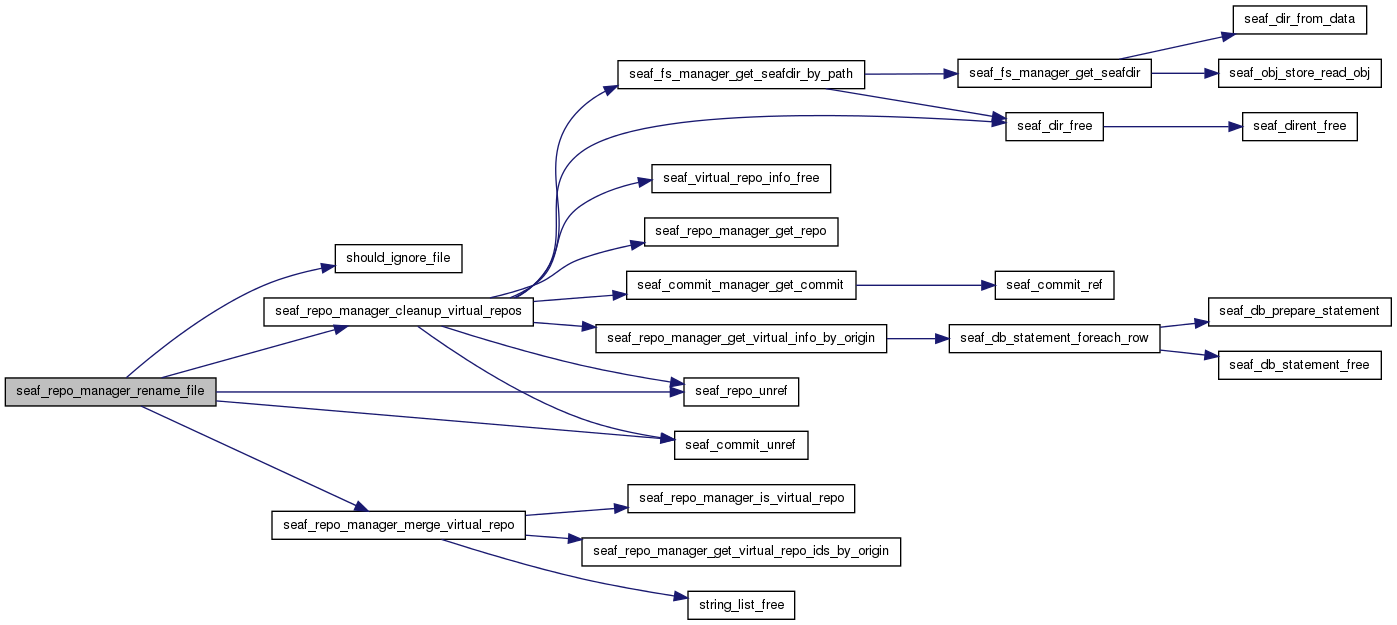 seaf_dir_from_data
seaf_fs_manager_get_seafdir_by_path
seaf_fs_manager_get_seafdir
seaf_obj_store_read_obj
seaf_dir_free
seaf_dirent_free
seaf_virtual_repo_info_free
seaf_repo_manager_get_repo
should_ignore_file
seaf_commit_manager_get_commit
seaf_commit_ref
seaf_repo_manager_cleanup_virtual_repos
seaf_db_prepare_statement
seaf_repo_manager_get_virtual_info_by_origin
seaf_db_statement_foreach_row
seaf_db_statement_free
seaf_repo_manager_rename_file
seaf_repo_unref
seaf_commit_unref
seaf_repo_manager_is_virtual_repo
seaf_repo_manager_merge_virtual_repo
seaf_repo_manager_get_virtual_repo_ids_by_origin
string_list_free